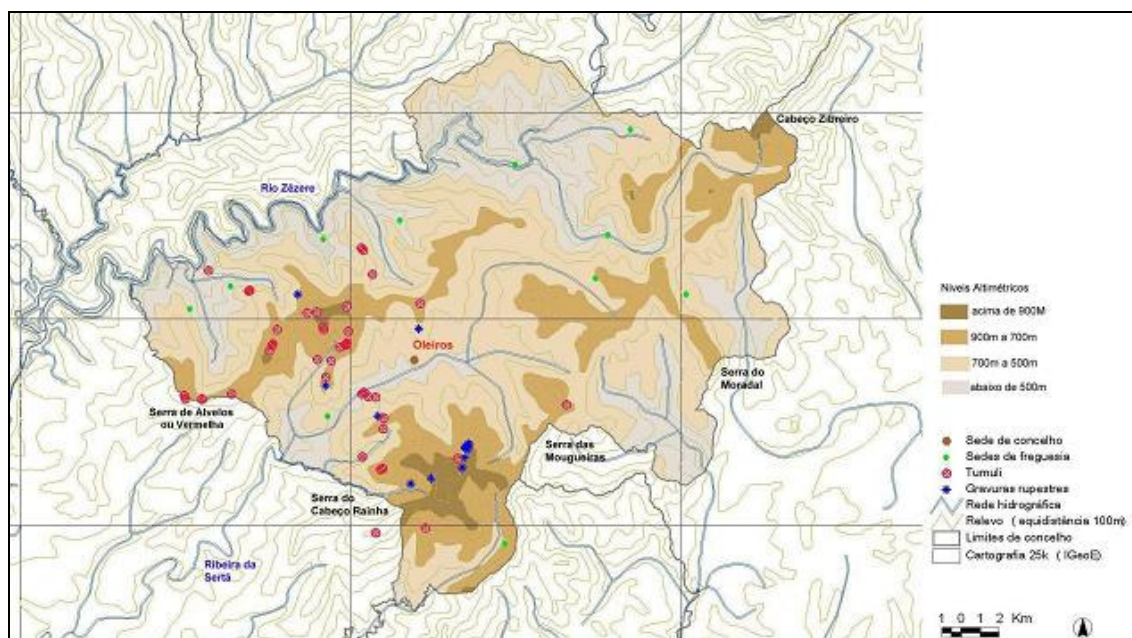 Cabeço Zibreiro
Rio Zêzere
Oleiros
Serra do
Moradal
Serra de Alvelos
ou Vermelha
Serra das
Mougueiras
Serra do
Cabeço Rainha
Ribeira da
Sertã
Níveis Altimétricos
acima de 900M
900m a 700m
700m a 500m
abaixo de 500m
Sede de concelho
Sedes de freguesia
Tumuli
Gravuras rupestres
Rede hidrográfica
Relevo (equidistância 100m)
Limites de concelho
Cartografia 25k (IGeoE)
1 0 1 2 Km